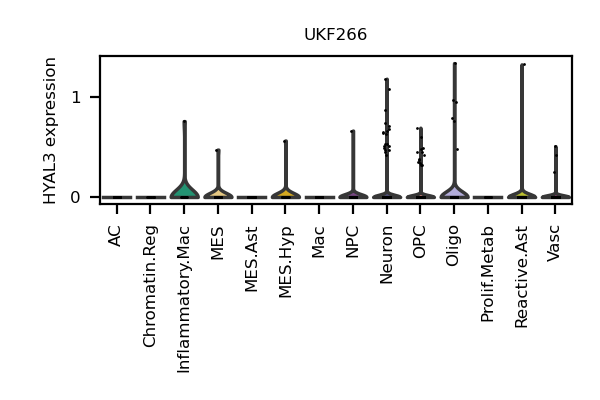 UKF266
HYAL3 expression
1
0
AC
Chromatin.Reg
Inflammatory.Mac
MES
MES.Ast
MES.Hyp
Mac
NPC
Neuron
OPC
Oligo
Prolif.Metab
Reactive.Ast
Vasc